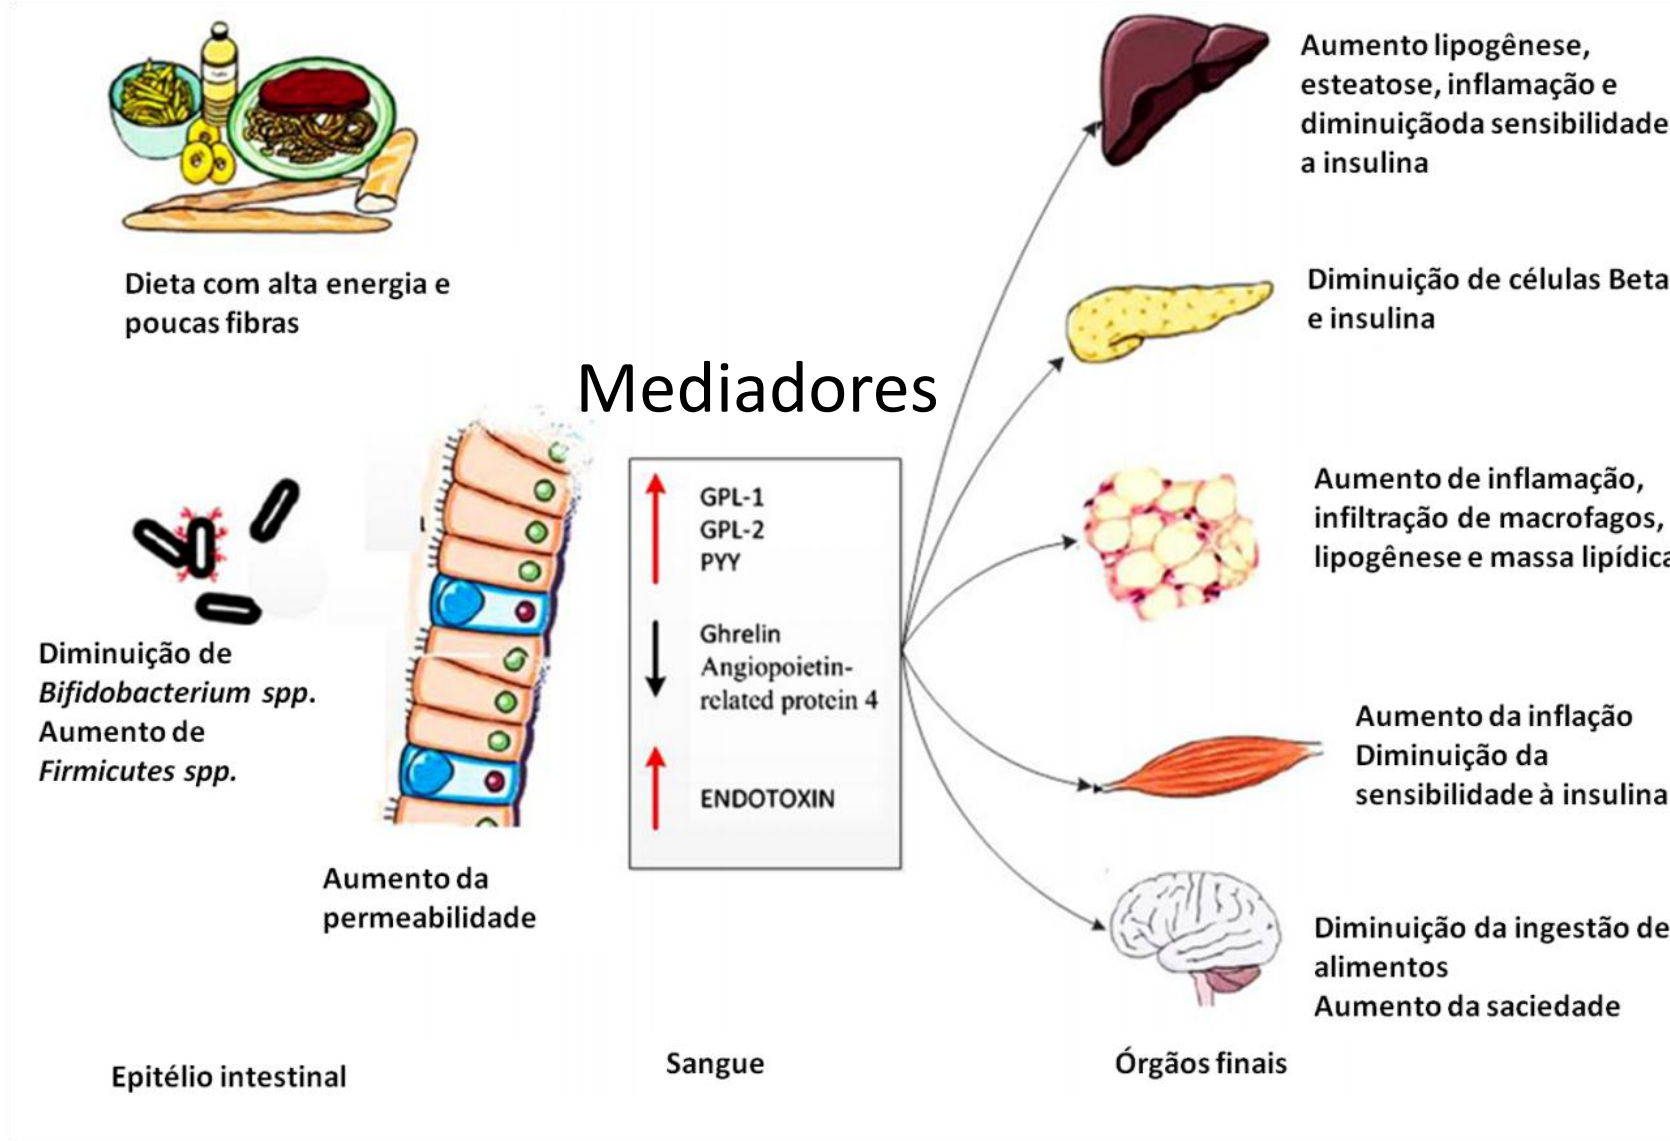 Dieta com alta energia e
poucas fibras
Diminuição de
Bifidobacterium spp.
Aumento de
Firmicutes spp.
Aumento da
permeabilidade
Epitélio intestinal
Mediadores
GPL-1
GPL-2
PYY
Ghrelin
Angiopoietin-
related protein 4
ENDOTOXIN
Sangue
Aumento lipogênese,
esteatose, inflamação e
diminuiçãoda sensibilidade
a insulina
Diminuição de células Beta
e insulina
Aumento de inflamação,
infiltração de macrofagos,
lipogênese e massa lipídica
Aumento da inflação
Diminuição da
sensibilidade à insulina
Diminuição da ingestão de
alimentos
Aumento da saciedade
Órgãos finais